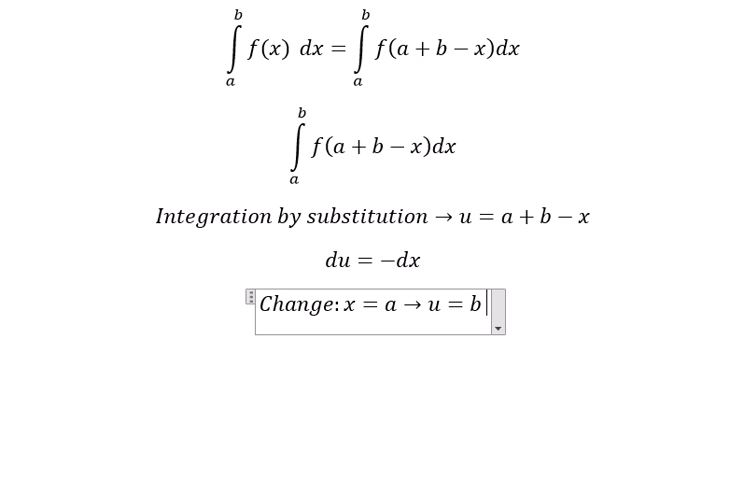 ∫_a^b f(x) dx = ∫_a^b f(a + b − x)dx
∫_a^b f(a + b − x)dx
Integration by substitution → u = a + b − x
du = −dx
Change: x = a → u = b